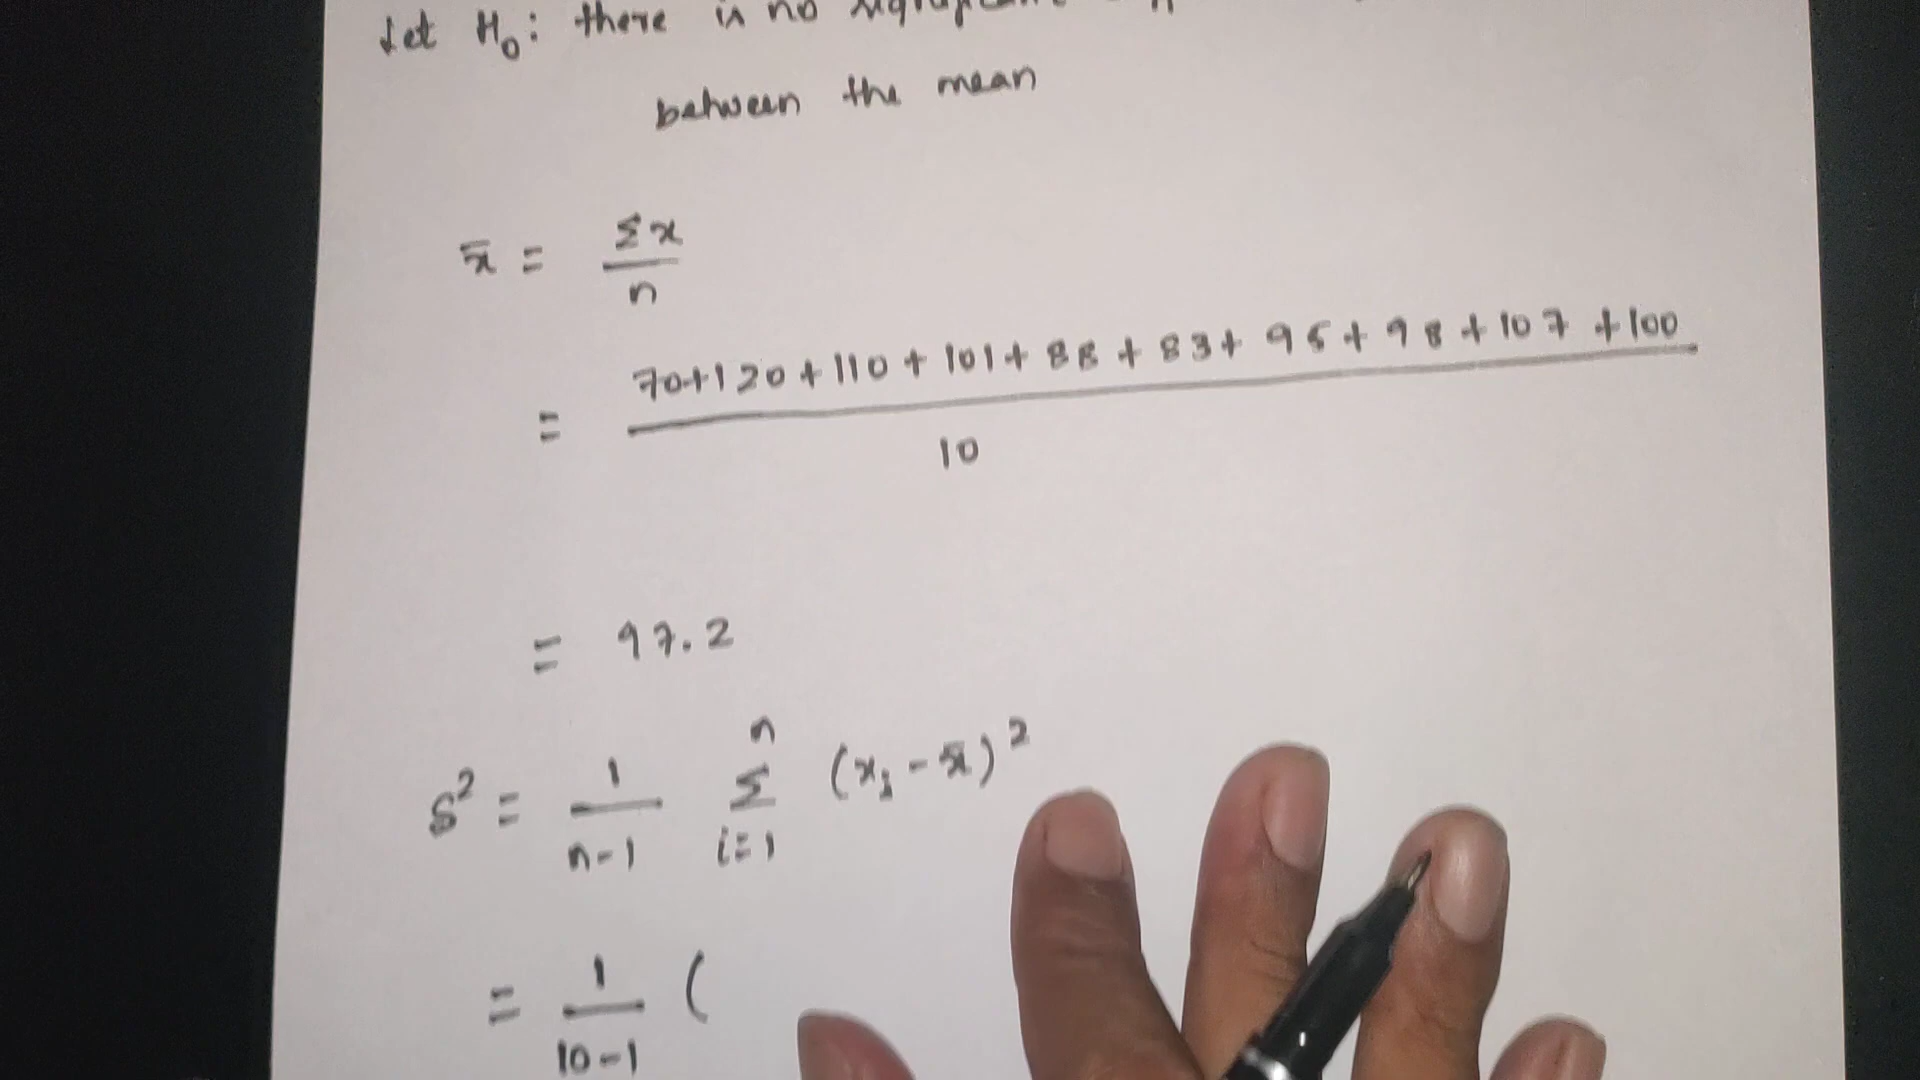 Let H₀: there is no
between the mean
x̄ = Σx / n
= 70+120+110+101+88+83+95+98+107+100 / 10
= 97.2
S² = 1 / n-1 Σ i=1 n (xᵢ - x̄)²
= 1 / 10-1 (